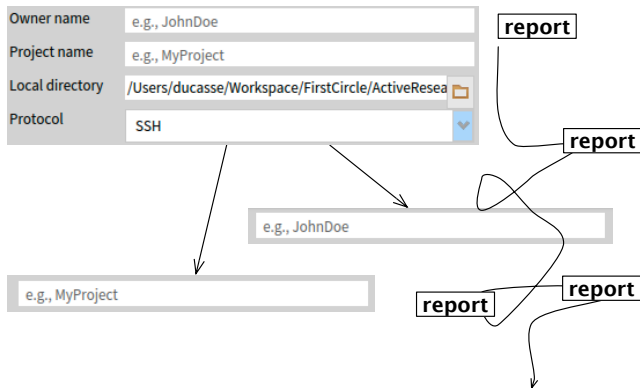 Owner name e.g., JohnDoe
Project name e.g., MyProject
Local directory /Users/ducasse/Workspace/FirstCircle/ActiveResea
Protocol SSH
report
report
e.g., JohnDoe
e.g., MyProject
report
report